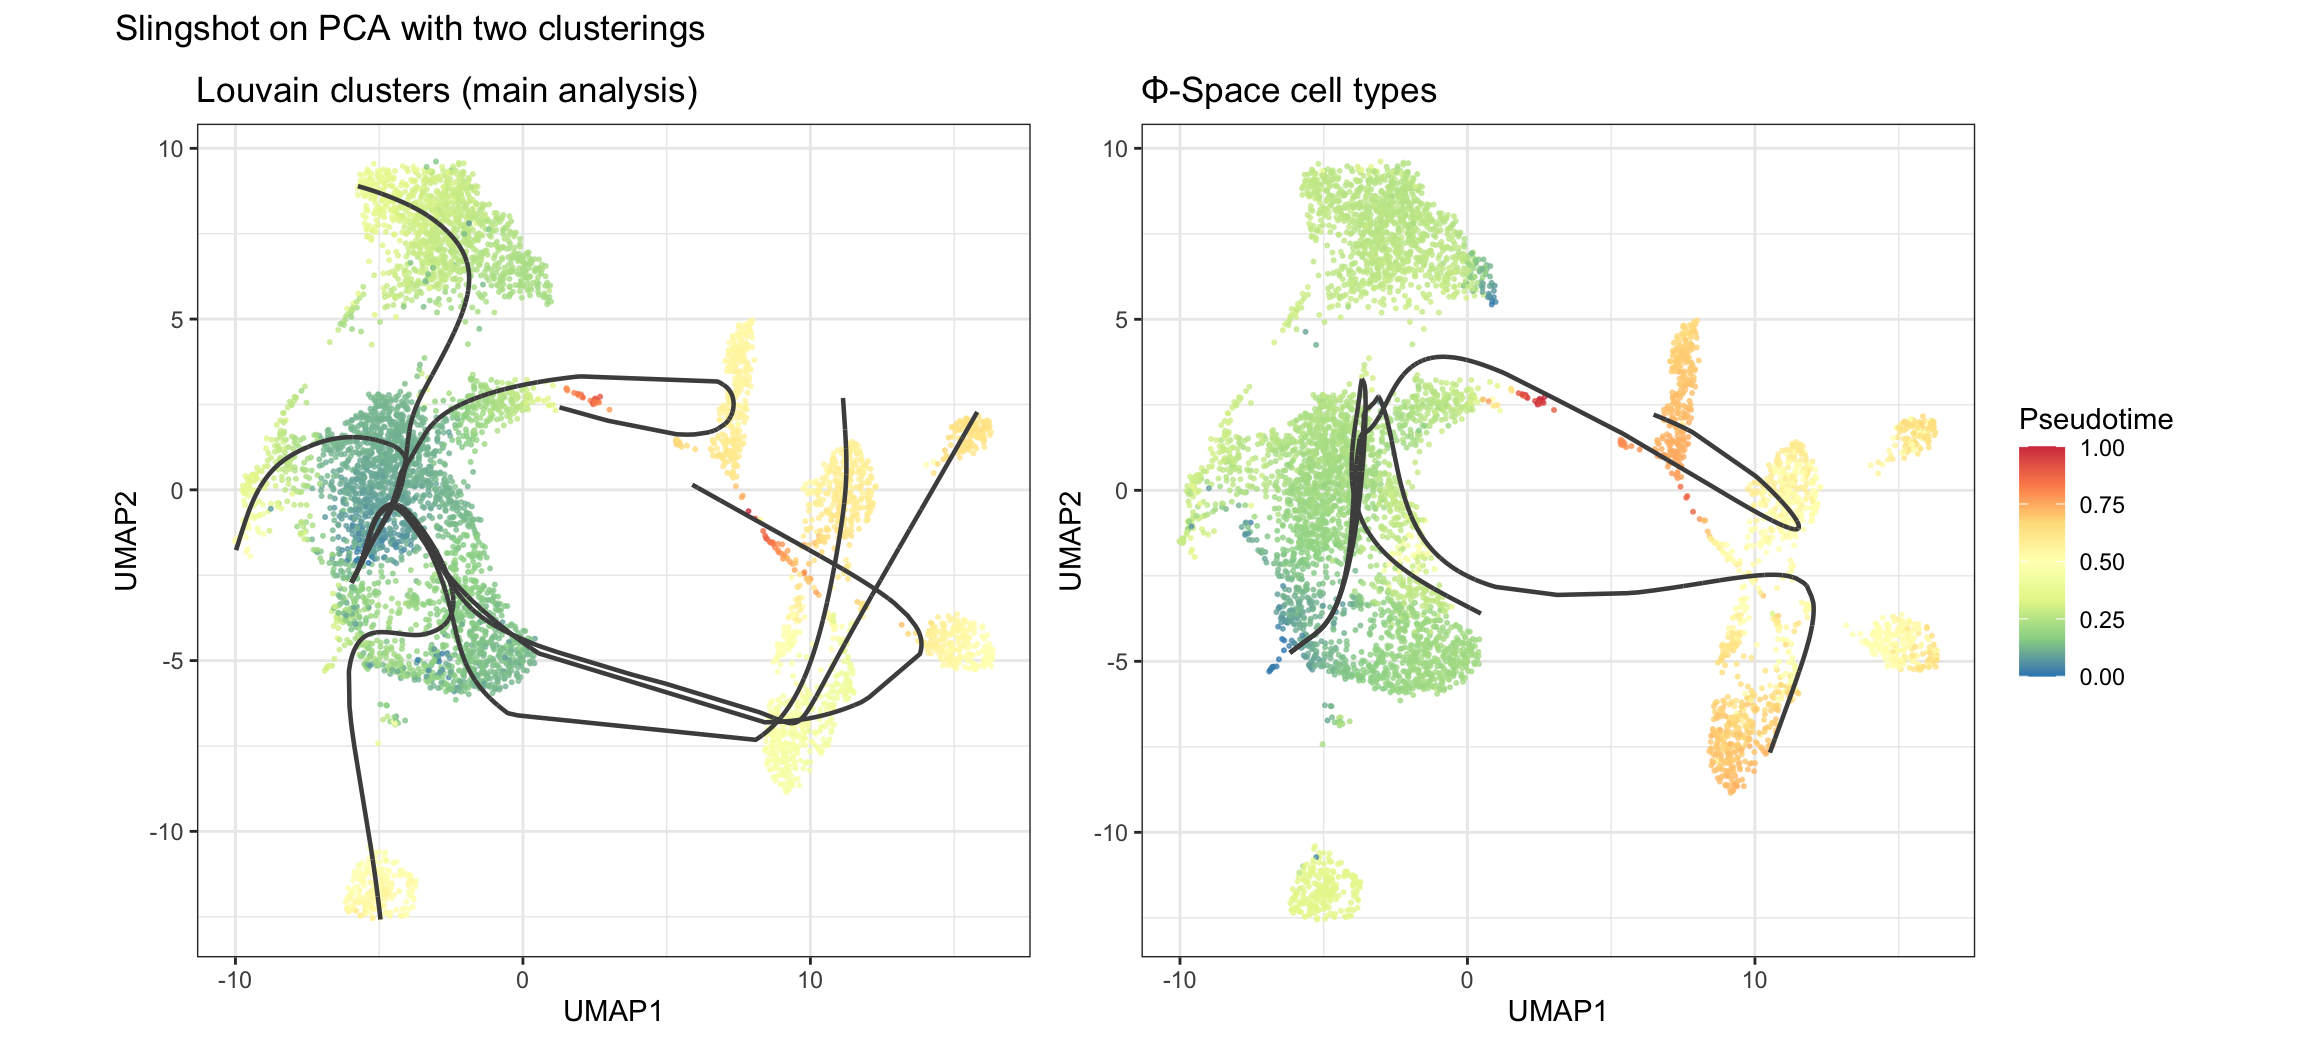 Slingshot on PCA with two clusterings
Louvain clusters (main analysis)
Φ-Space cell types
10
5
0
-5
-10
UMAP2
-10
0
10
UMAP1
10
5
0
-5
-10
UMAP2
-10
0
10
UMAP1
Pseudotime
1.00
0.75
0.50
0.25
0.00